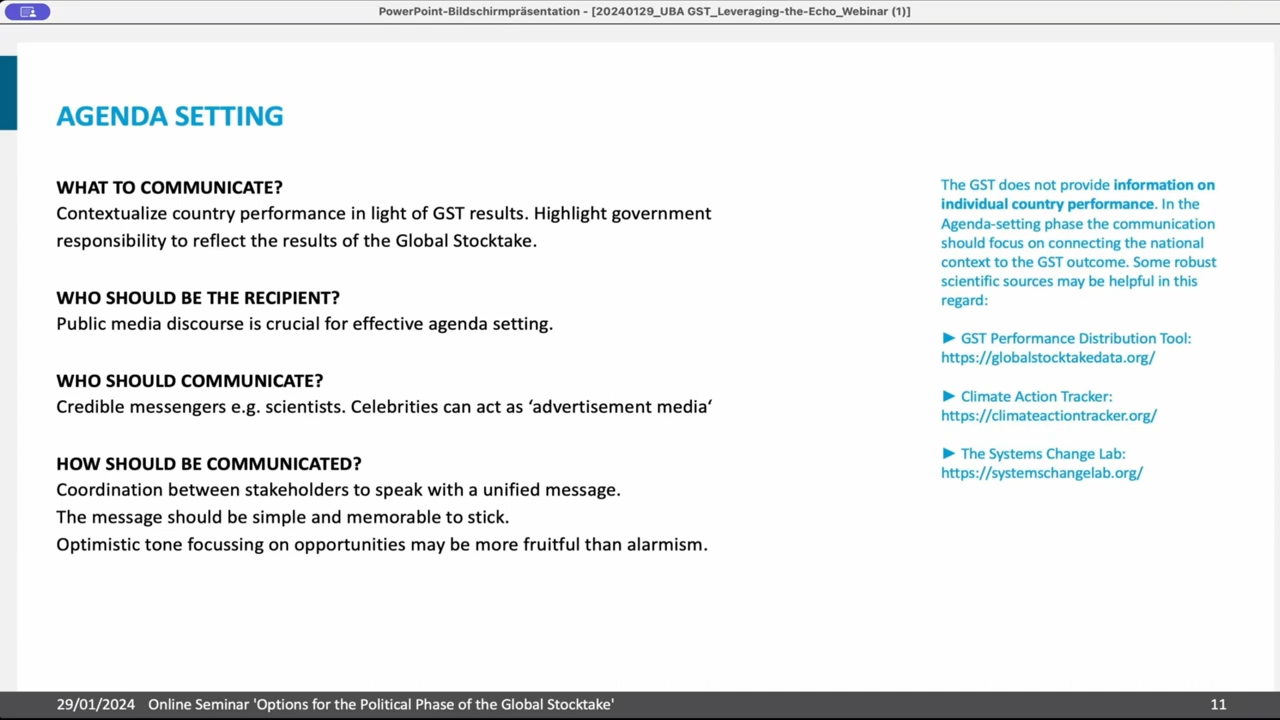 PowerPoint-Bildschirmpräsentation - [20240129_UBA GST_Leveraging-the-Echo_Webinar (1)]
AGENDA SETTING
WHAT TO COMMUNICATE?
Contextualize country performance in light of GST results. Highlight government
responsibility to reflect the results of the Global Stocktake.
WHO SHOULD BE THE RECIPIENT?
Public media discourse is crucial for effective agenda setting.
WHO SHOULD COMMUNICATE?
Credible messengers e.g. scientists. Celebrities can act as ‘advertisement media‘
HOW SHOULD BE COMMUNICATED?
Coordination between stakeholders to speak with a unified message.
The message should be simple and memorable to stick.
Optimistic tone focussing on opportunities may be more fruitful than alarmism.
The GST does not provide information on
individual country performance. In the
Agenda-setting phase the communication
should focus on connecting the national
context to the GST outcome. Some robust
scientific sources may be helpful in this
regard:
► GST Performance Distribution Tool:
https://globalstocktakedata.org/
► Climate Action Tracker:
https://climateactiontracker.org/
► The Systems Change Lab:
https://systemschangelab.org/
29/01/2024 Online Seminar 'Options for the Political Phase of the Global Stocktake' 11